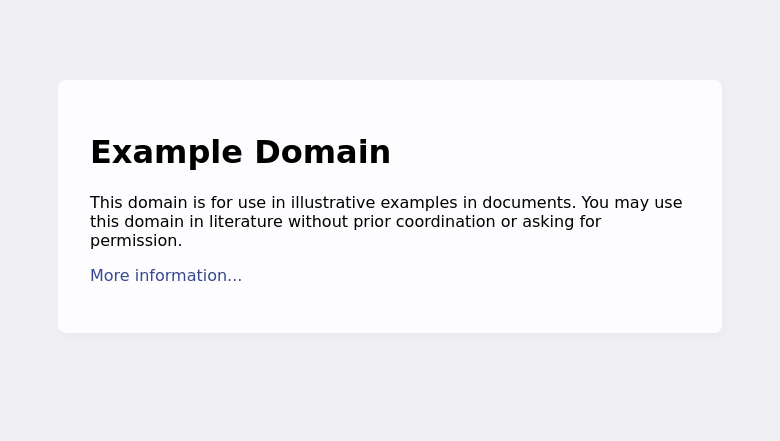 Example Domain
This domain is for use in illustrative examples in documents. You may use
this domain in literature without prior coordination or asking for
permission.
More information...